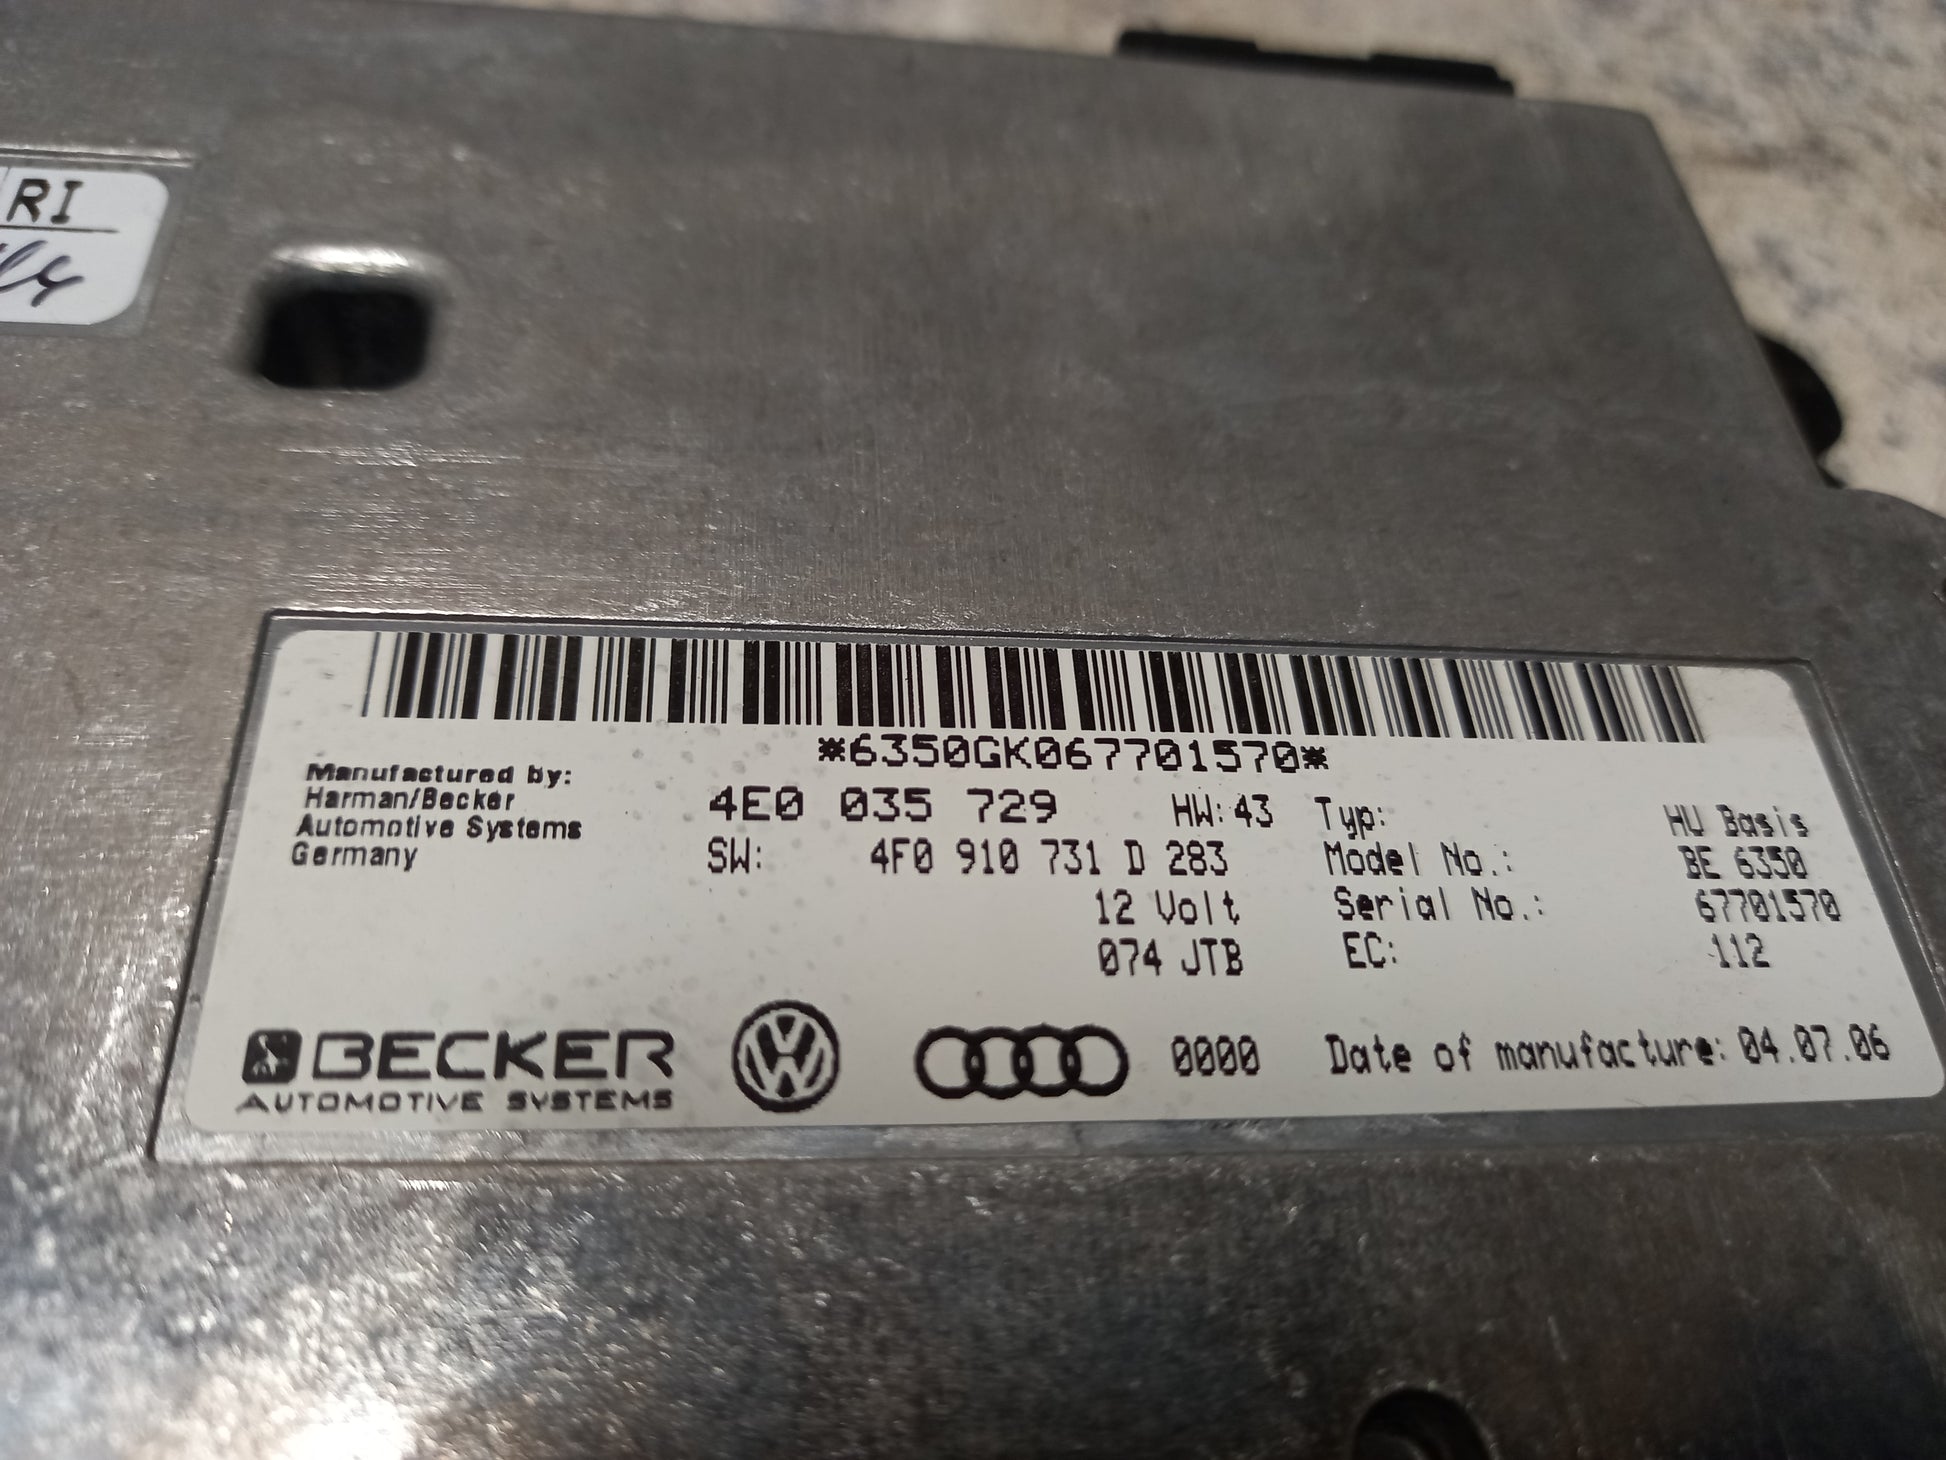 RI
*6350GK067701570*
Manufactured by:
Harman/Becker
Automotive Systems
Germany
4E0 035 729 HW:43
SW: 4F0 910 731 D 283
12 Volt
074 JTB
Typ: HU Basis
Model No.: BE 6350
Serial No.: 67701570
EC: 112
BECKER
AUTOMOTIVE SYSTEMS
0000
Date of manufacture: 04.07.06